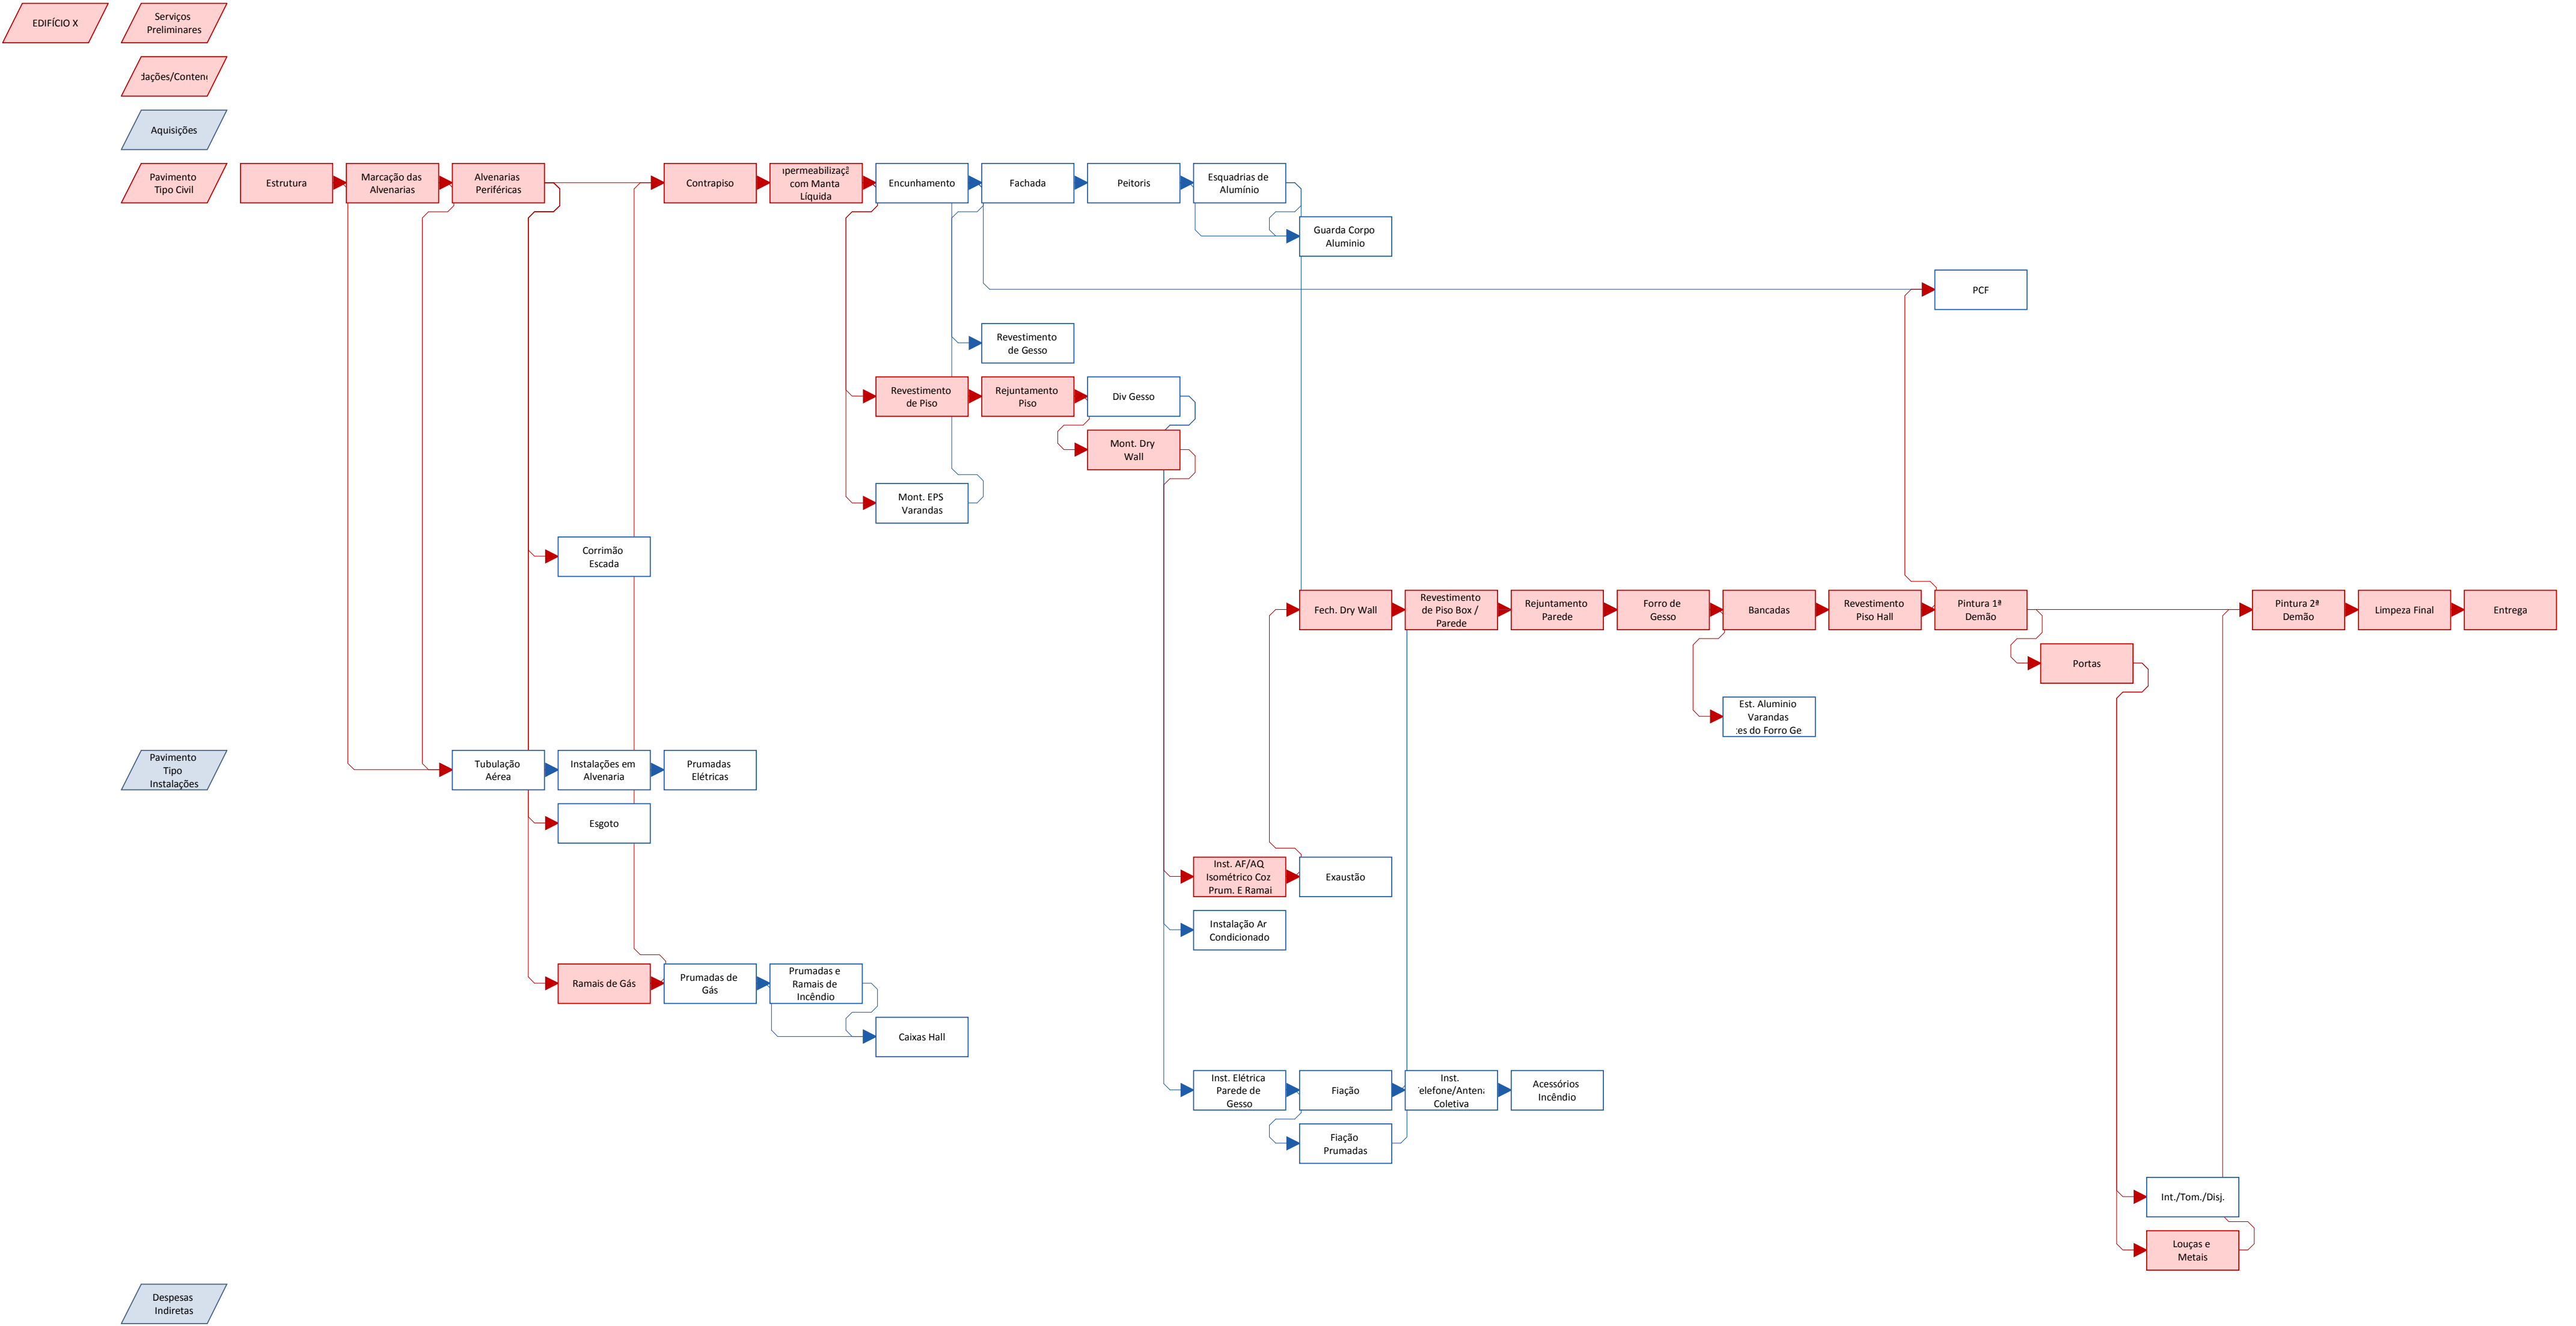 EDIFÍCIO X
Serviços
Preliminares
Aquisições
Pavimento
Tipo Civil
Estrutura
Marcação das
Alvenarias
Alvenarias
Periféricas
Contrapiso
com Manta
Líquida
Encunhamento
Fachada
Peitoris
Esquadrias de
Alumínio
Guarda Corpo
Aluminio
PCF
Revestimento
de Gesso
Revestimento
de Piso
Rejuntamento
Piso
Div Gesso
Mont. Dry
Wall
Mont. EPS
Varandas
Corrimão
Escada
Fech. Dry Wall
Revestimento
de Piso Box /
Parede
Rejuntamento
Parede
Forro de
Gesso
Bancadas
Revestimento
Piso Hall
Pintura 1ª
Demão
Pintura 2ª
Demão
Limpeza Final
Entrega
Portas
Est. Aluminio
Varandas
do Forro Ge
Pavimento
Tipo
Instalações
Tubulação
Aérea
Instalações em
Alvenaria
Prumadas
Elétricas
Esgoto
Inst. AF/AQ
Isométrico Coz
Prum. E Ramai
Exaustão
Instalação Ar
Condicionado
Ramais de Gás
Prumadas de
Gás
Prumadas e
Ramais de
Incêndio
Caixas Hall
Inst. Elétrica
Parede de
Gesso
Fiação
Inst.
Coletiva
Acessórios
Incêndio
Fiação
Prumadas
Int./Tom./Disj.
Louças e
Metais
Despesas
Indiretas